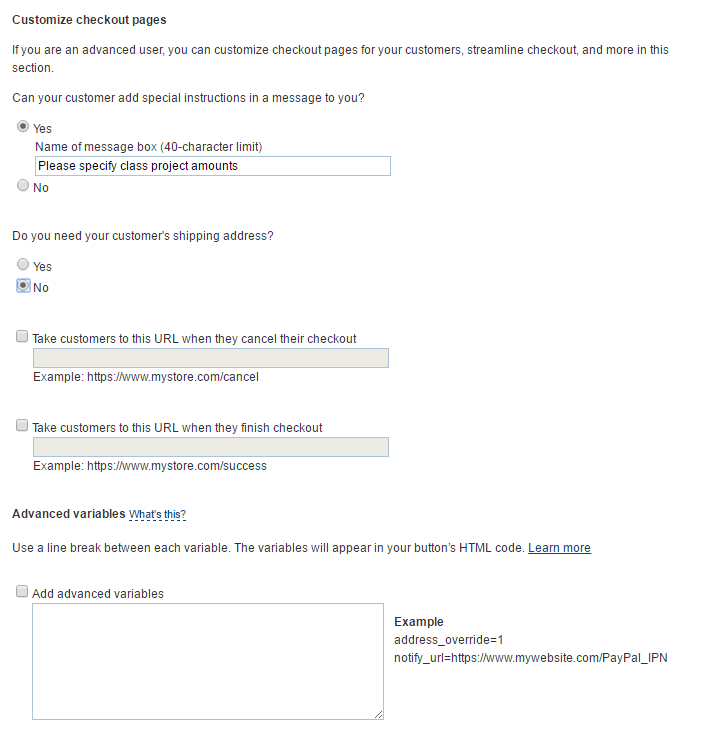 Customize checkout pages
If you are an advanced user, you can customize checkout pages for your customers, streamline checkout, and more in this
section.
Can your customer add special instructions in a message to you?
Yes
Name of message box (40-character limit)
Please specify class project amounts
No
Do you need your customer's shipping address?
Yes
No
Take customers to this URL when they cancel their checkout
Example: https://www.mystore.com/cancel
Take customers to this URL when they finish checkout
Example: https://www.mystore.com/success
Advanced variables What's this?
Use a line break between each variable. The variables will appear in your button's HTML code. Learn more
Add advanced variables
Example
address_override=1
notify_url=https://www.mywebsite.com/PayPal_IPN